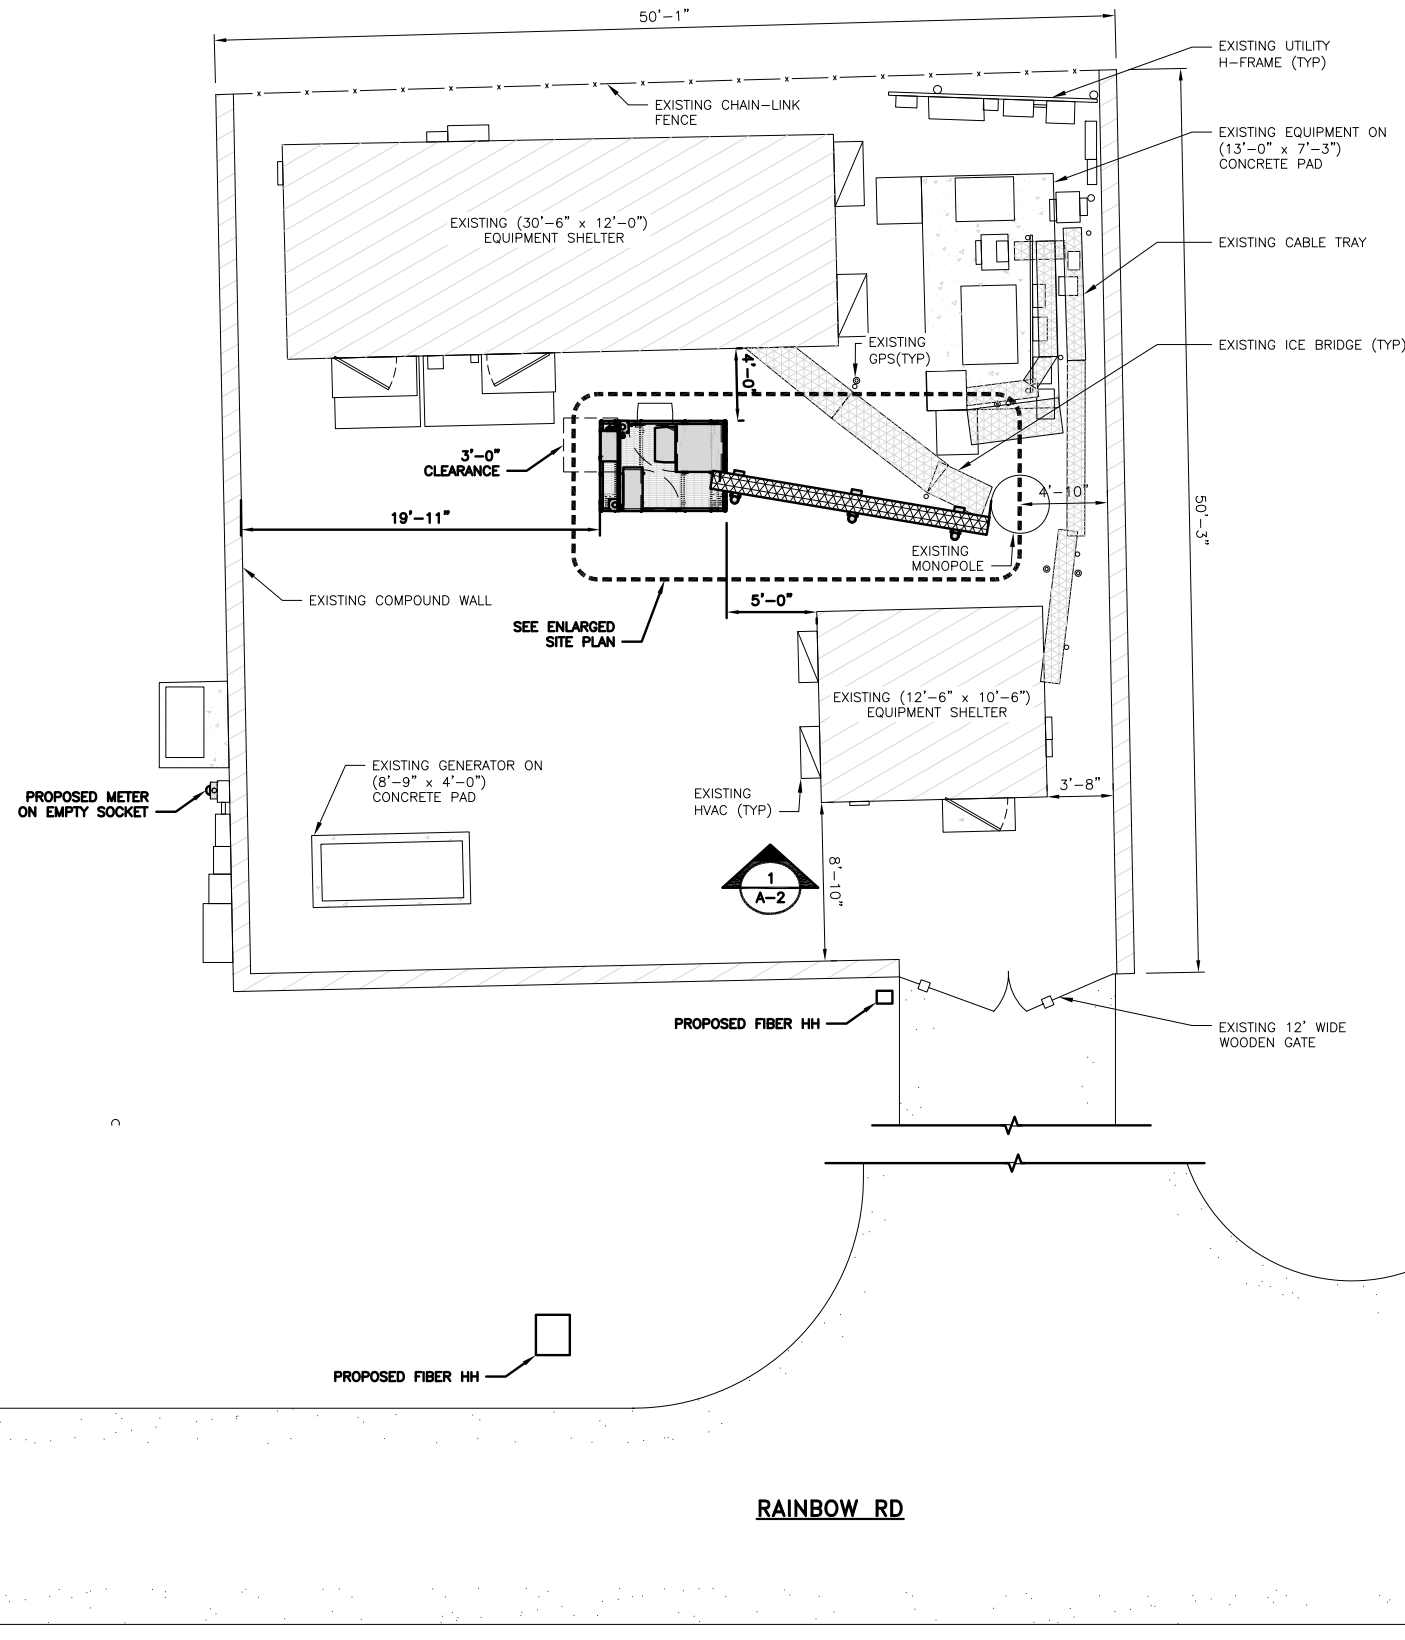 50'-1"
EXISTING UTILITY
H-FRAME (TYP)
EXISTING CHAIN-LINK
FENCE
EXISTING EQUIPMENT ON
(13'-0" x 7'-3")
CONCRETE PAD
EXISTING (30'-6" x 12'-0")
EQUIPMENT SHELTER
EXISTING CABLE TRAY
EXISTING
GPS(TYP)
EXISTING ICE BRIDGE (TYP)
4'-0"
3'-0"
CLEARANCE
4'-10"
50'-3"
19'-11"
EXISTING
MONOPOLE
EXISTING COMPOUND WALL
5'-0"
SEE ENLARGED
SITE PLAN
EXISTING (12'-6" x 10'-6")
EQUIPMENT SHELTER
EXISTING GENERATOR ON
(8'-9" x 4'-0")
CONCRETE PAD
PROPOSED METER
ON EMPTY SOCKET
EXISTING
HVAC (TYP)
3'-8"
8'-10"
1
A-2
PROPOSED FIBER HH
EXISTING 12' WIDE
WOODEN GATE
PROPOSED FIBER HH
RAINBOW RD